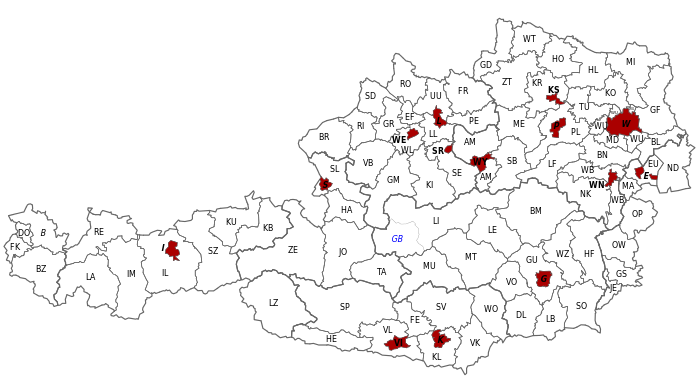 WT
GD
HO
MI
HL
RO
ZT
KR
KS
FR
KO
SD
UU
TU
GF
EF
L
PE
ME
P
W
RI
GR
PL
WU
BR
WE
LL
AM
MD
WU
BL
WL
SR
BN
VB
SE
WY
SB
LF
EU
ND
SL
WB
E
GM
KI
AM
WN
MA
S
NK
WB
HA
BM
OP
KU
LI
RE
KB
LE
DO
B
GB
OW
FK
I
SZ
ZE
JO
WZ
HF
MT
GU
BZ
IL
MU
LA
IM
TA
GS
VO
G
JE
LZ
SP
SV
WO
SO
DL
LB
FE
VL
HE
VI
K
VK
KL